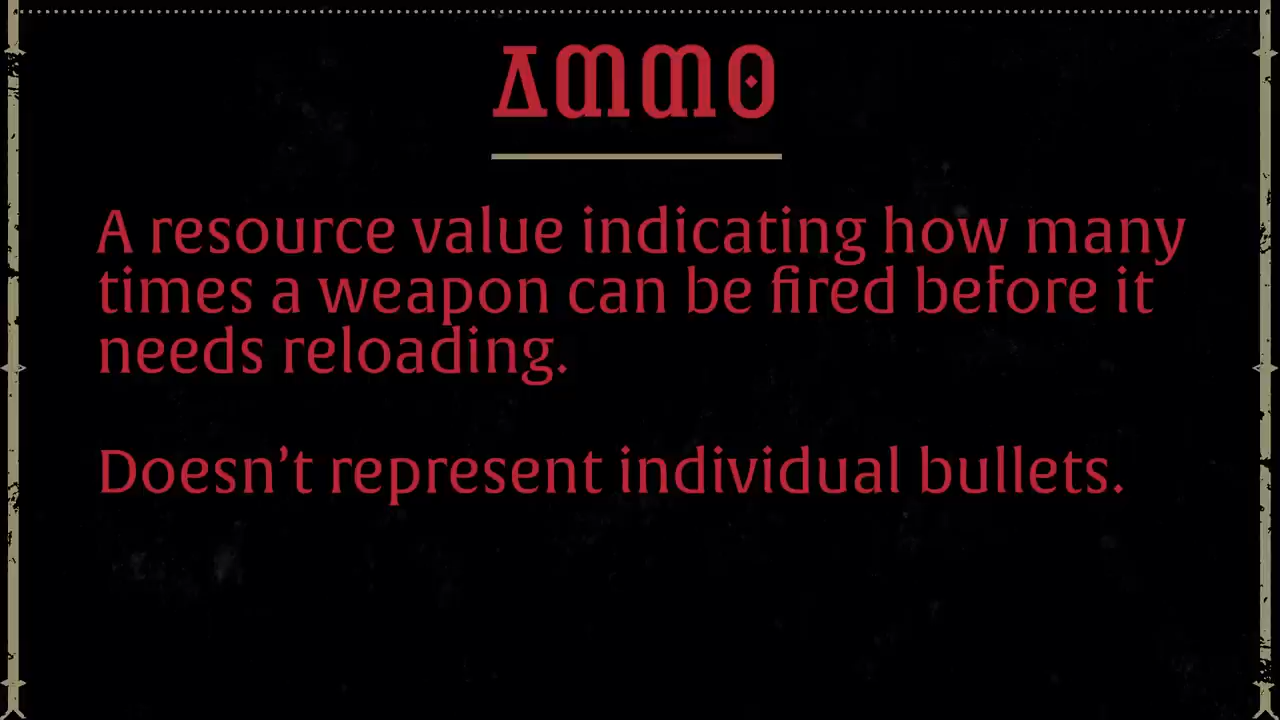 AMMO
A resource value indicating how many
times a weapon can be fired before it
needs reloading.
Doesn’t represent individual bullets.